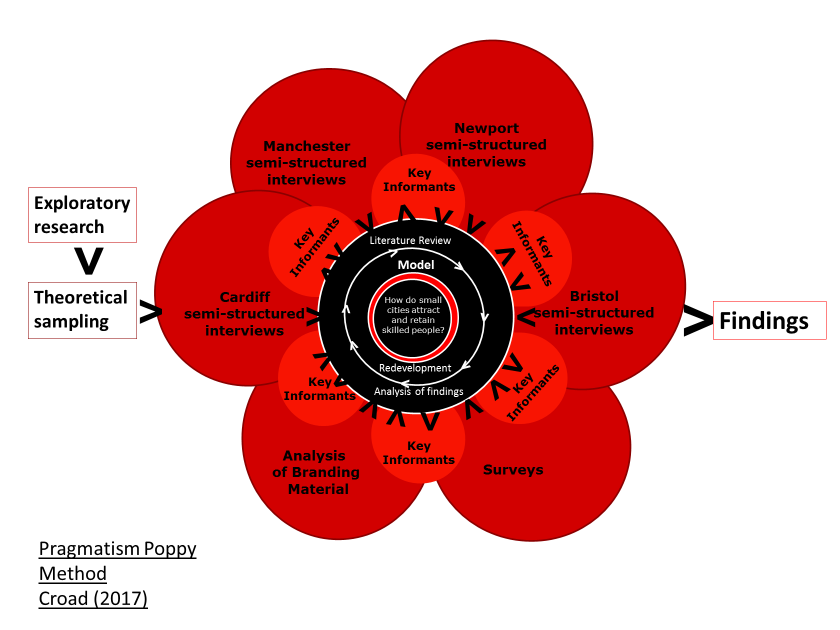 Newport
semi-structured
interviews
Manchester
semi-structured
interviews
Key
Informants
Exploratory
research
Key
Informants
Key
Informants
Literature Review
Model
Theoretical
sampling
Cardiff
semi-structured
interviews
How do small
cities attract
and retain
skilled people?
Bristol
semi-structured
interviews
Findings
Redevelopment
Analysis of findings
Key
Informants
Key
Informants
Key
Informants
Analysis
of Branding
Material
Surveys
Pragmatism Poppy
Method
Croad (2017)